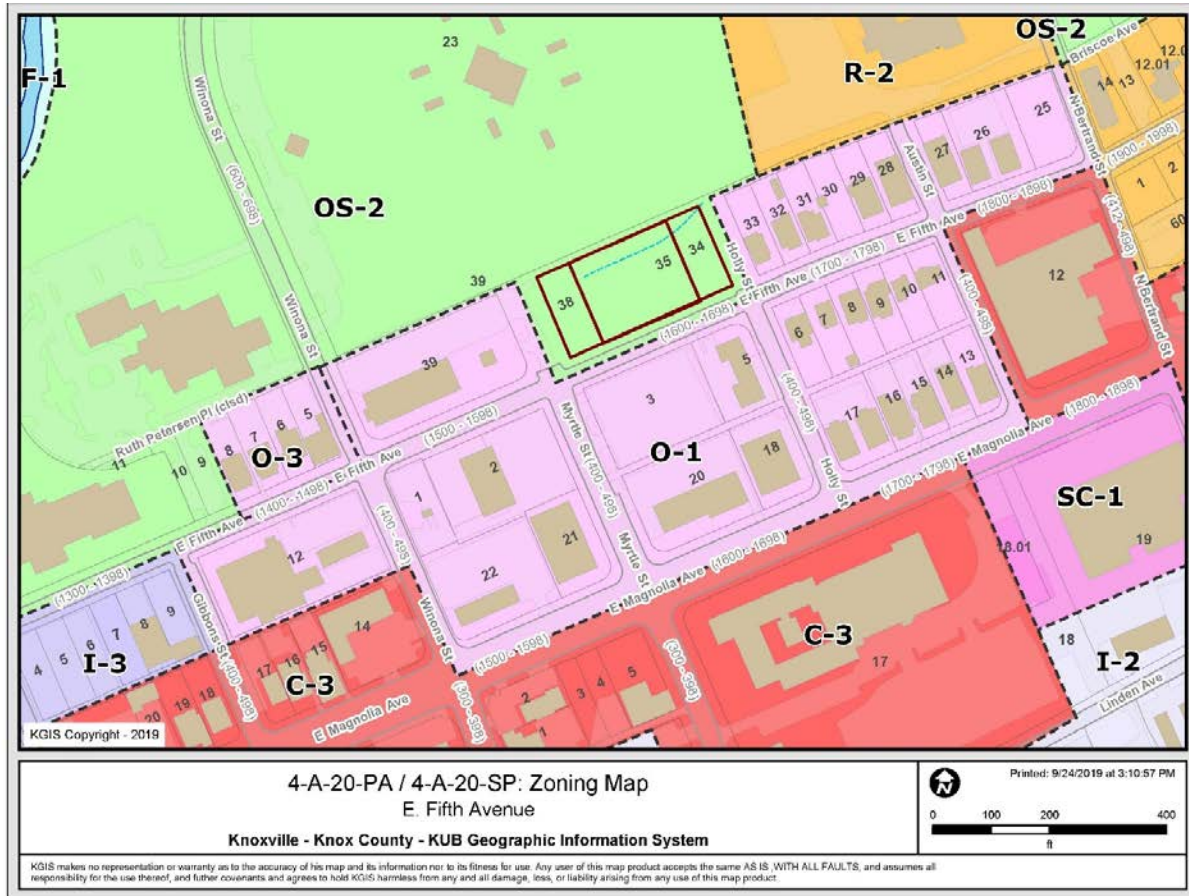 OS-2
Briscoe Ave
23
F-1
Winona St
R-2
14
13
12.01
12.0
25
N Bertrand St
26
(1900 - 1998)
(600 - 698)
27
Austin St
OS-2
28
29
30
31
32
33
1
2
60
(1800 - 1898)
E Fifth Ave
(412 - 498)
34
35
38
Holly St
(1700 - 1798)
E Fifth Ave
(1600 - 1698)
12
39
39
Winona St
11
10
9
8
7
6
(400 - 498)
N Bertrand St
5
3
(400 - 498)
13
14
15
16
17
(1800 - 1898)
E Magnolia Ave
Ruth Petersen Pl (clsd)
11
10
9
8
7
6
5
O-3
(1500 - 1598)
E Fifth Ave
Myrtle St
(400 - 498)
O-1
18
Holly St
20
(1700 - 1798)
E Magnolia Ave
SC-1
(1400 - 1498)
E Fifth Ave
2
1
(400 - 498)
12
21
Myrtle St
(1600 - 1698)
E Magnolia Ave
18.01
19
(1300 - 1398)
22
Gibbons St
Winona St
9
8
7
6
5
4
I-3
14
15
16
17
C-3
(1500 - 1598)
C-3
17
18
I-2
Linden Ave
(400 - 498)
18
19
20
E Magnolia Ave
(300 - 398)
(300 - 398)
2
1
3
4
5
KGIS Copyright - 2019
4-A-20-PA / 4-A-20-SP: Zoning Map
E. Fifth Avenue
Knoxville - Knox County - KUB Geographic Information System
N
Printed: 9/24/2019 at 3:10:57 PM
0 100 200 400
ft
KGIS makes no representation or warranty as to the accuracy of his map and its information nor to its fitness for use. Any user of this map product accepts the same AS IS ,WITH ALL FAULTS, and assumes all
responsibility for the use thereof, and futher covenants and agrees to hold KGIS harmless from any and all damage, loss, or liability arising from any use of this map product.